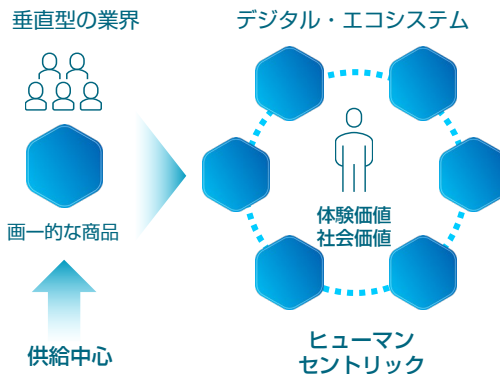 垂直型の業界
デジタル・エコシステム
画一的な商品
供給中心
体験価値
社会価値
ヒューマン
セントリック